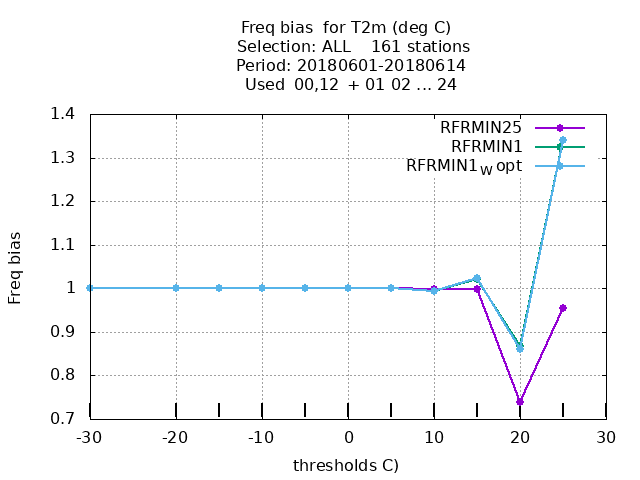 Freq bias  for T2m (deg C)
Selection: ALL    161 stations
Period: 20180601-20180614
Used  00,12  + 01 02 ... 24
RFRMIN25
RFRMIN1
RFRMIN1W opt
1.4
1.3
1.2
1.1
1
0.9
0.8
0.7
Freq bias
-30 -20 -10 0 10 20 30
thresholds C)